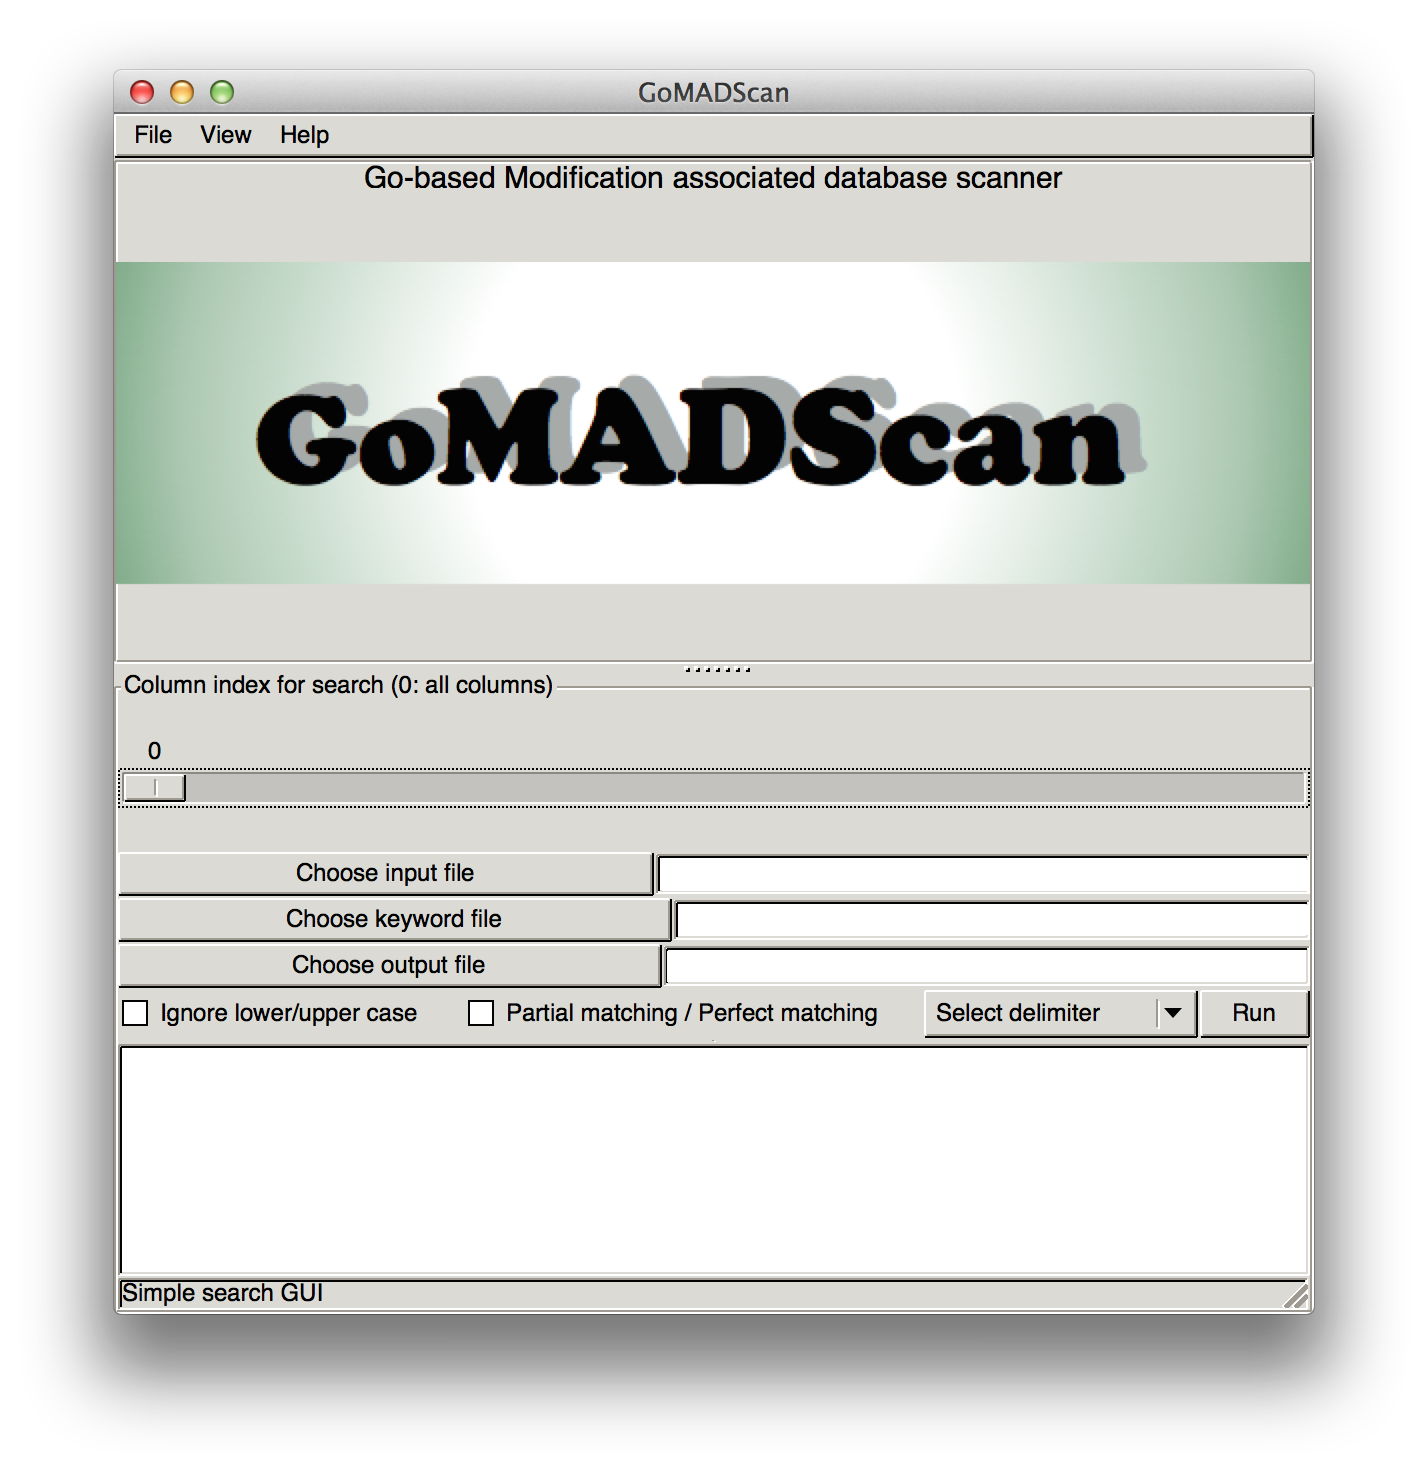 GoMADScan
File View Help
Go-based Modification associated database scanner
GoMADScan
Column index for search (0: all columns)
0
Choose input file
Choose keyword file
Choose output file
Ignore lower/upper case Partial matching / Perfect matching Select delimiter Run
Simple search GUI